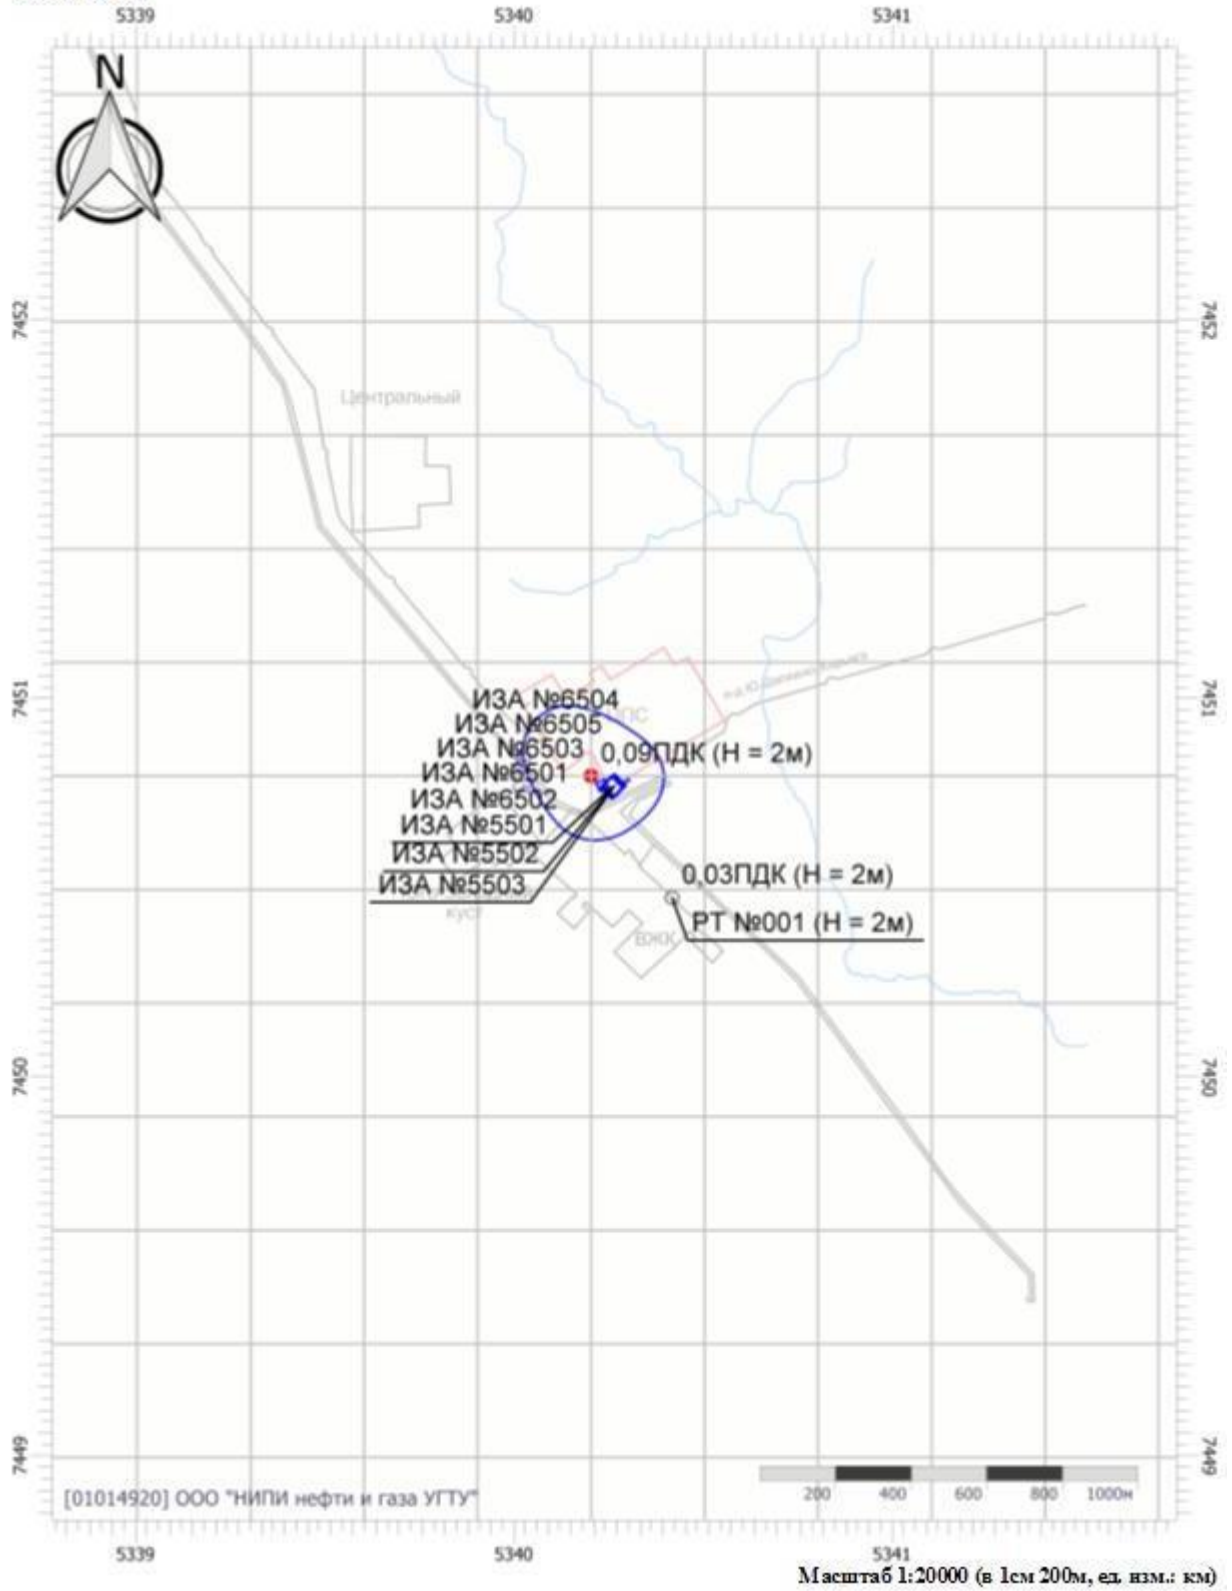 5339 5340 5341
N
7452 7452
Центральный
7451 7451
ИЗА №6504
ИЗА №6505
ИЗА №6503 0,09ПДК (Н = 2м)
ИЗА №6501
ИЗА №6502
ИЗА №5501
ИЗА №5502
0,03ПДК (Н = 2м)
ИЗА №5503
куст.
РТ №001 (Н = 2м)
ВЖК
7450 7450
7449 7449
[01014920] ООО "НИПИ нефти и газа УГТУ"
200 400 600 800 1000м
5339 5340 5341
Масштаб 1:20000 (в 1см 200м, ед. изм.: км)